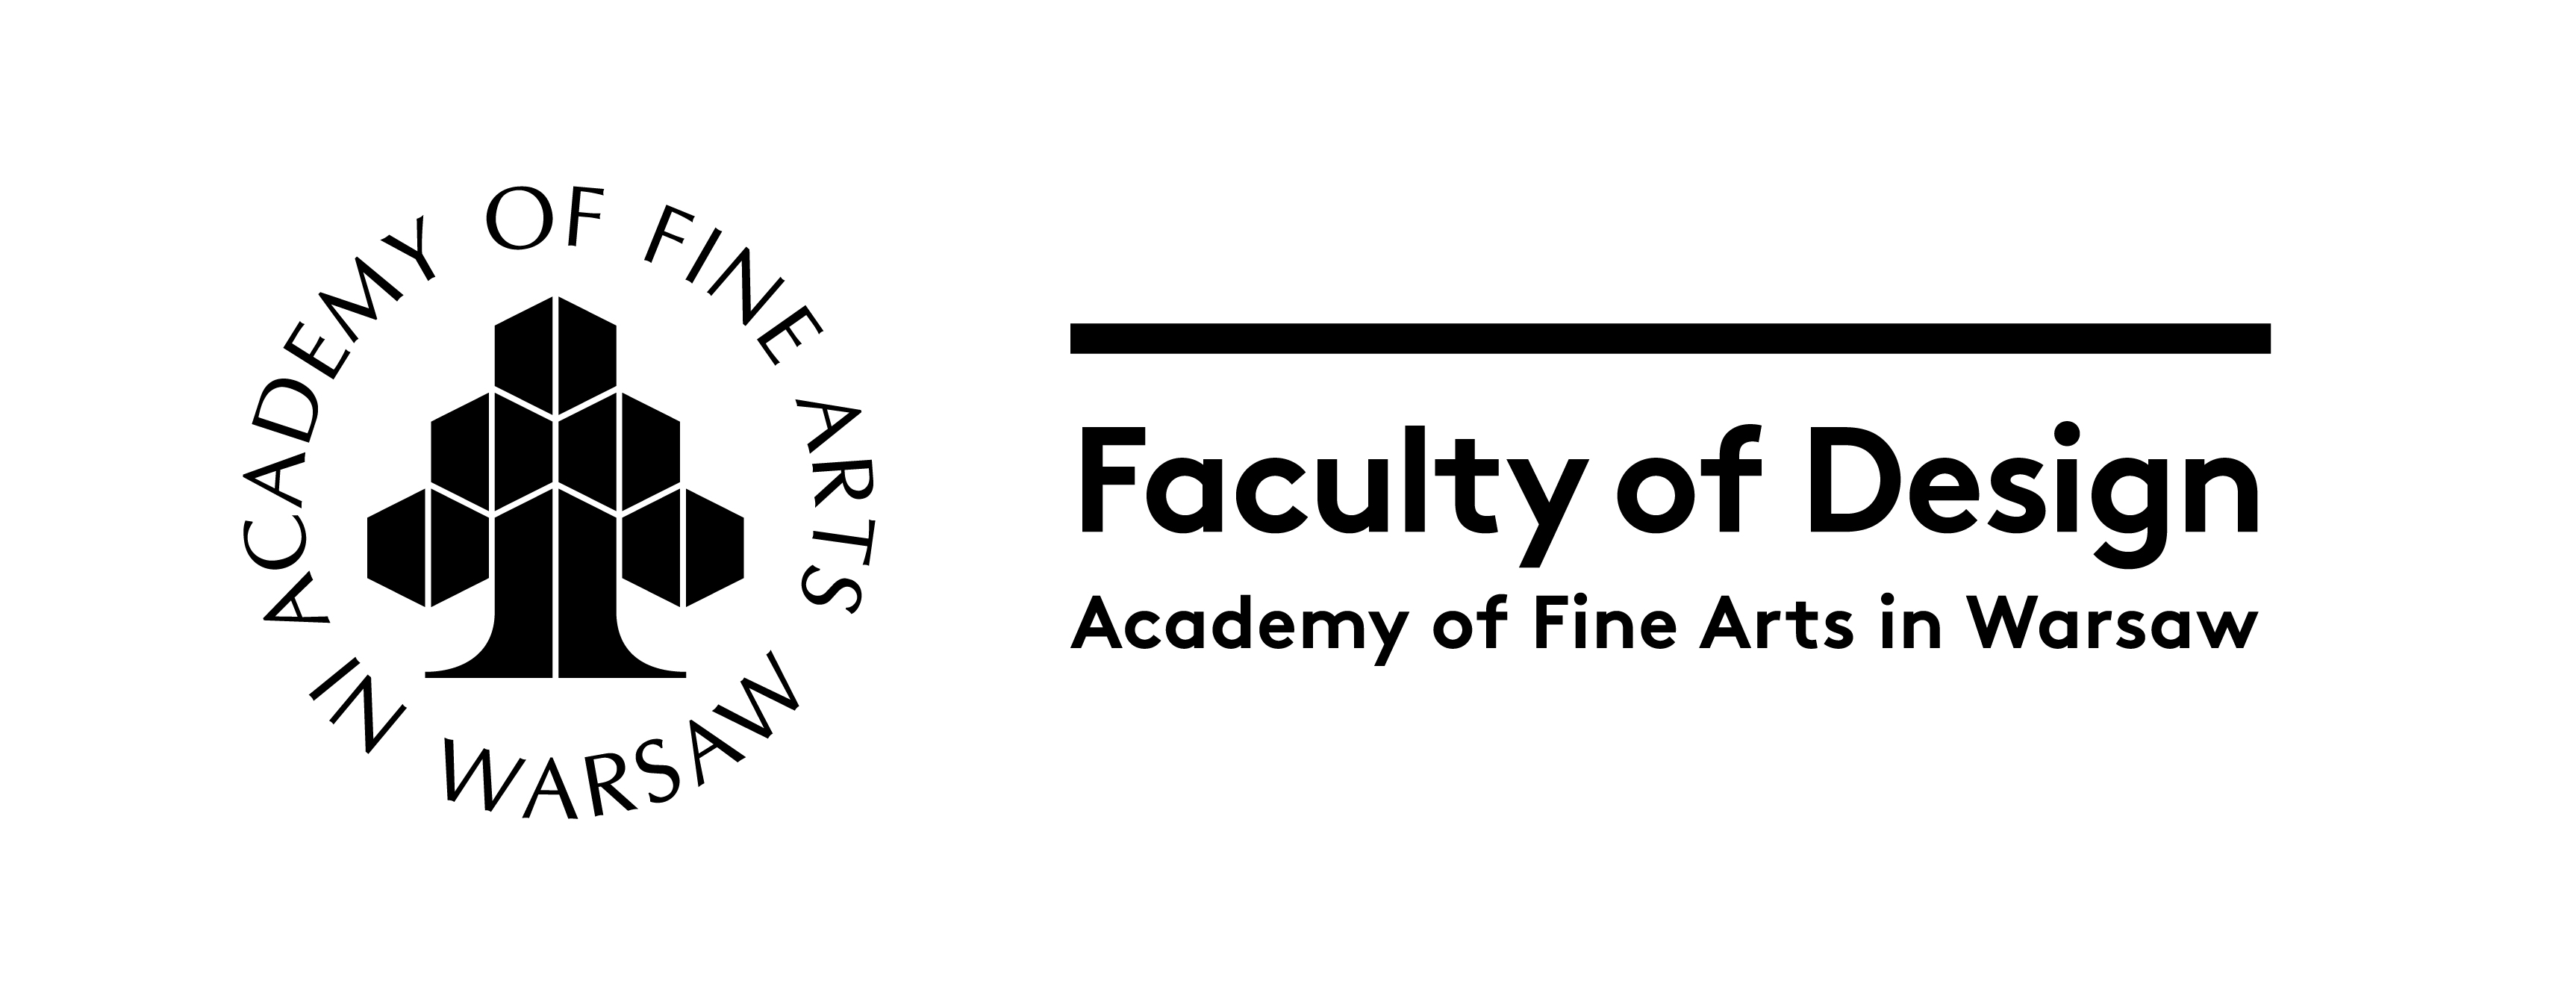 ACADEMY OF FINE ARTS IN WARSAW
Faculty of Design
Academy of Fine Arts in Warsaw